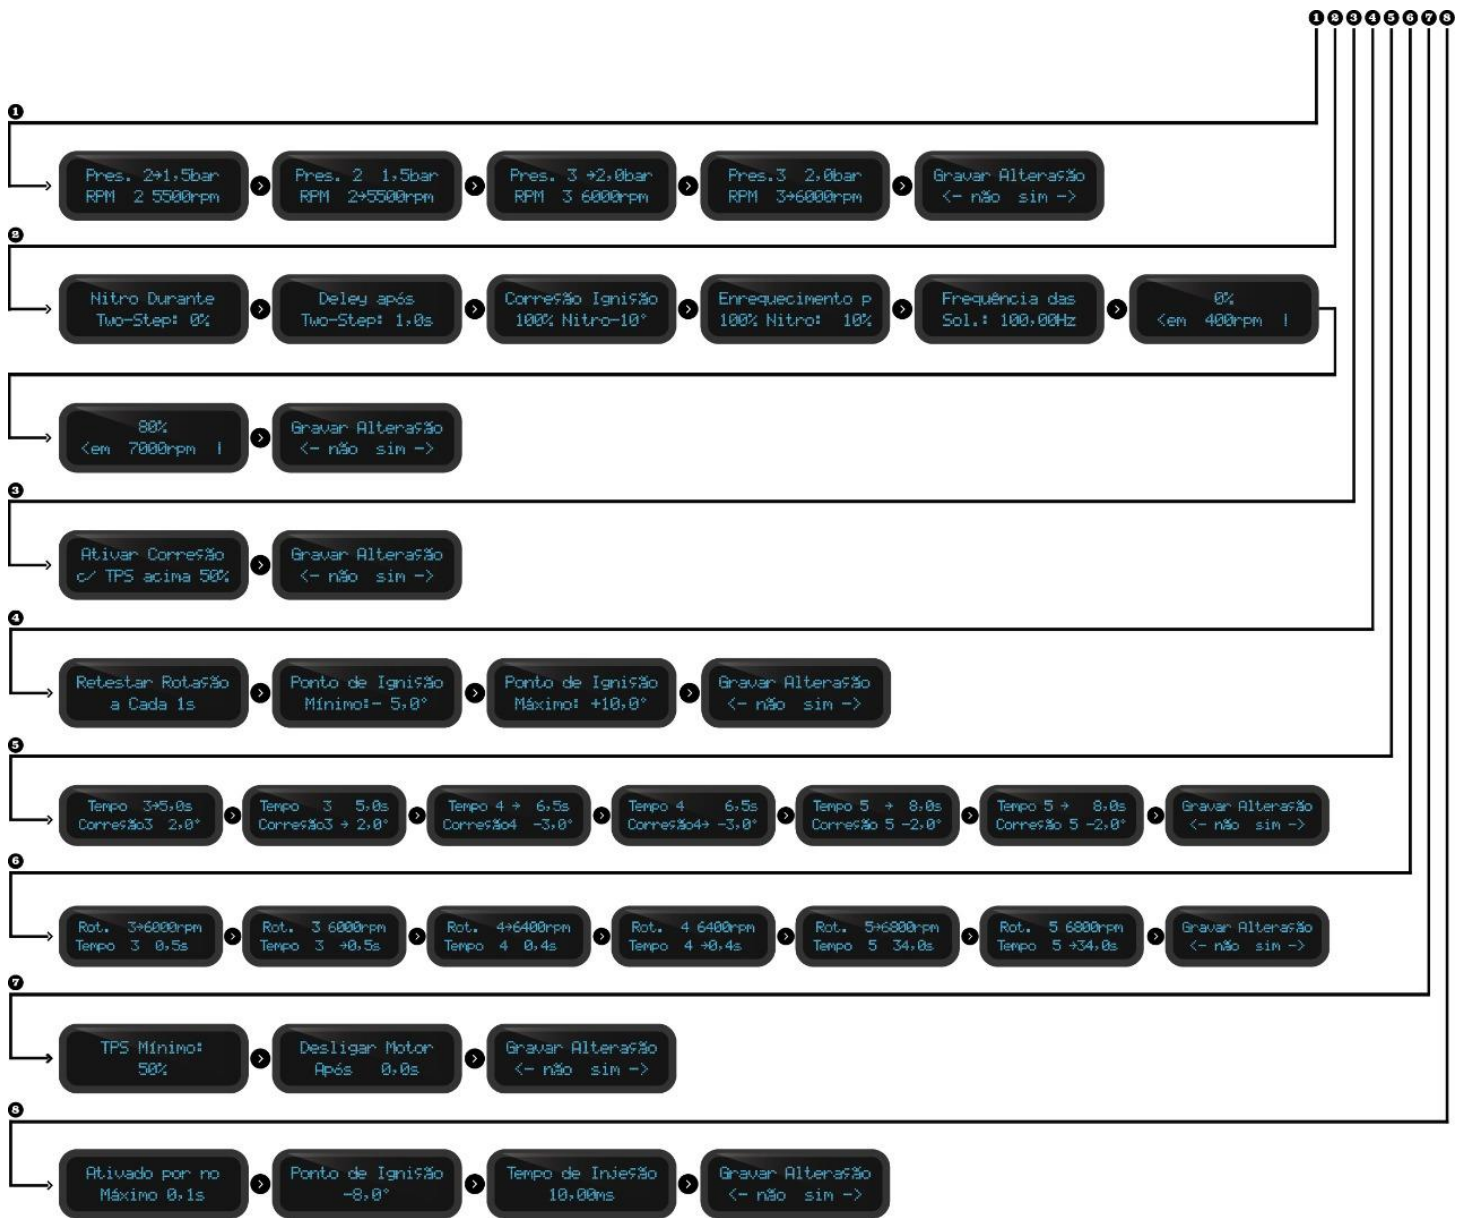 1 2 3 4 5 6 7 8
1
Pres. 2→1,5bar
RPM 2 5500rpm
Pres. 2 1,5bar
RPM 2→5500rpm
Pres. 3 →2,0bar
RPM 3 6000rpm
Pres.3 2,0bar
RPM 3→6000rpm
Gravar Alteração
<- não sim ->
2
Nitro Durante
Two-Step: 0%
Deley após
Two-Step: 1,0s
Correção Ignição
100% Nitro-10°
Enrequecimento p
100% Nitro: 10%
Frequência das
Sol.: 100,00Hz
0%
<em 400rpm |
80%
<em 7000rpm |
Gravar Alteração
<- não sim ->
3
Ativar Correção
c/ TPS acima 50%
Gravar Alteração
<- não sim ->
4
Retestar Rotação
a Cada 1s
Ponto de Ignição
Mínimo:- 5,0°
Ponto de Ignição
Máximo: +10,0°
Gravar Alteração
<- não sim ->
5
Tempo 3→5,0s
Correção3 2,0°
Tempo 3 5,0s
Correção3 → 2,0°
Tempo 4 → 6,5s
Correção4 -3,0°
Tempo 4 6,5s
Correção4→ -3,0°
Tempo 5 → 8,0s
Correção 5 -2,0°
Tempo 5 → 8,0s
Correção 5 -2,0°
Gravar Alteração
<- não sim ->
6
Rot. 3→6000rpm
Tempo 3 0,5s
Rot. 3 6000rpm
Tempo 3 →0,5s
Rot. 4→6400rpm
Tempo 4 0,4s
Rot. 4 6400rpm
Tempo 4 →0,4s
Rot. 5→6800rpm
Tempo 5 34,0s
Rot. 5 6800rpm
Tempo 5 →34,0s
Gravar Alteração
<- não sim ->
7
TPS Mínimo:
50%
Desligar Motor
Após 0,0s
Gravar Alteração
<- não sim ->
8
Ativado por no
Máximo 0,1s
Ponto de Ignição
-8,0°
Tempo de Injeção
10,00ms
Gravar Alteração
<- não sim ->